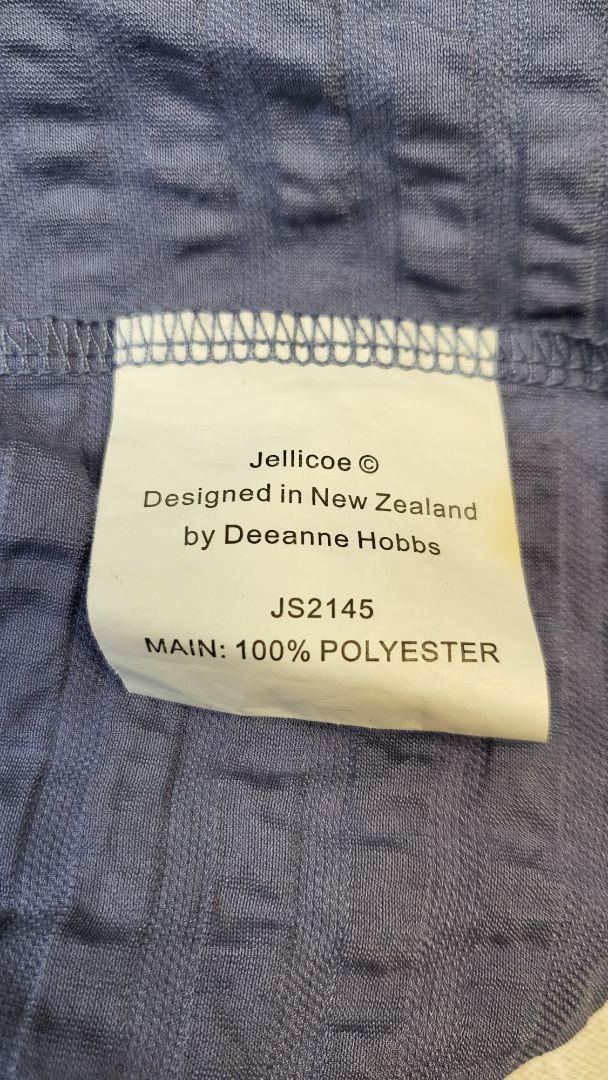 Jellicoe ©
Designed in New Zealand
by Deeanne Hobbs
JS2145
MAIN: 100% POLYESTER